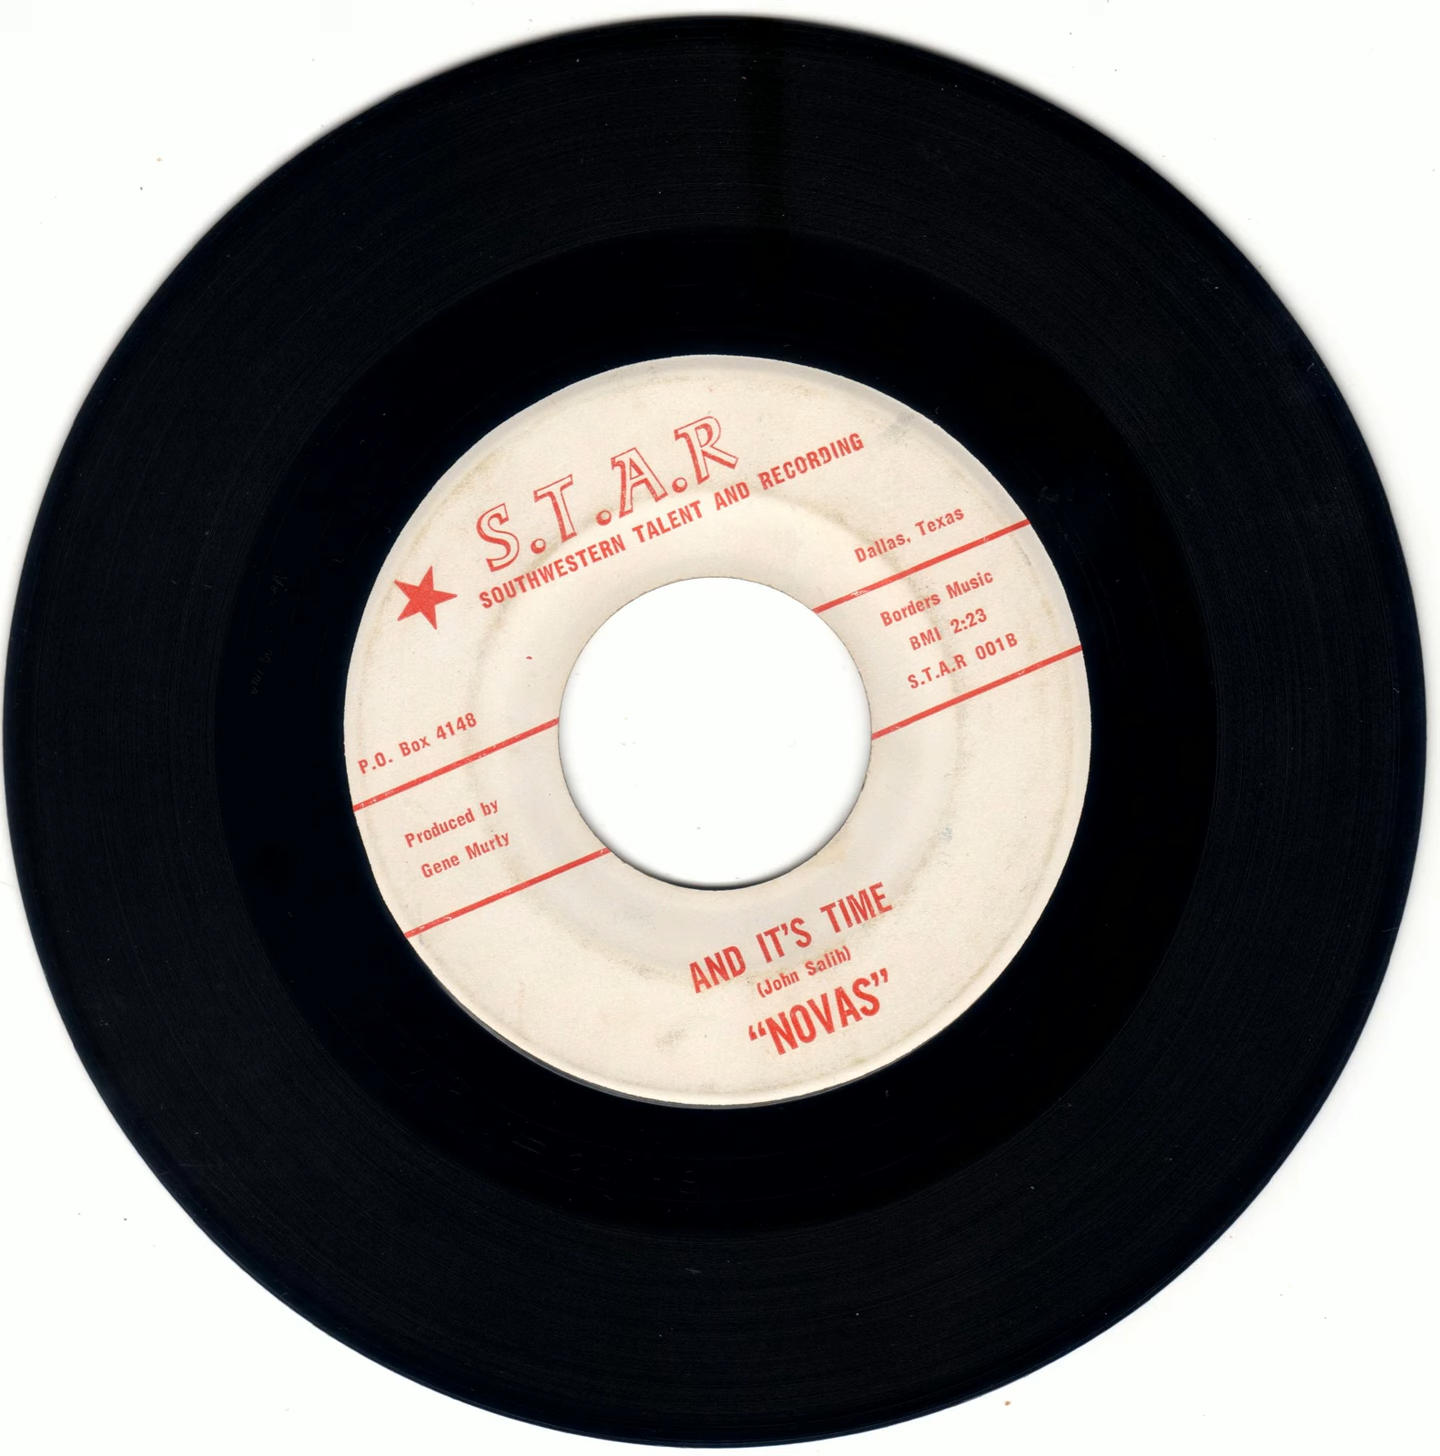 S.T.A.R
SOUTHWESTERN TALENT AND RECORDING
P.O. Box 4148
Dallas, Texas
Produced by
Gene Murty
Borders Music
BMI 2:23
S.T.A.R 001B
AND IT'S TIME
(John Salih)
"NOVAS"